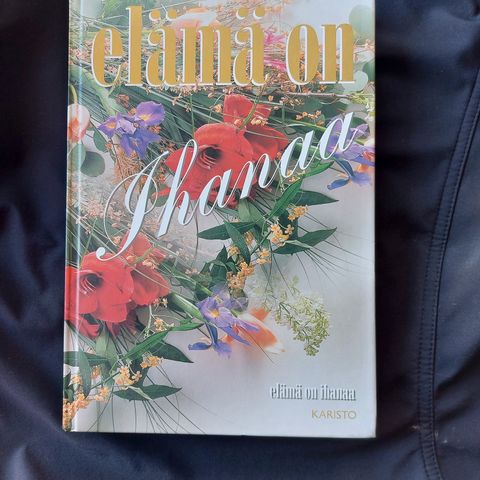 elämä on
Ihanaa
elämä on ihanaa
KARISTO